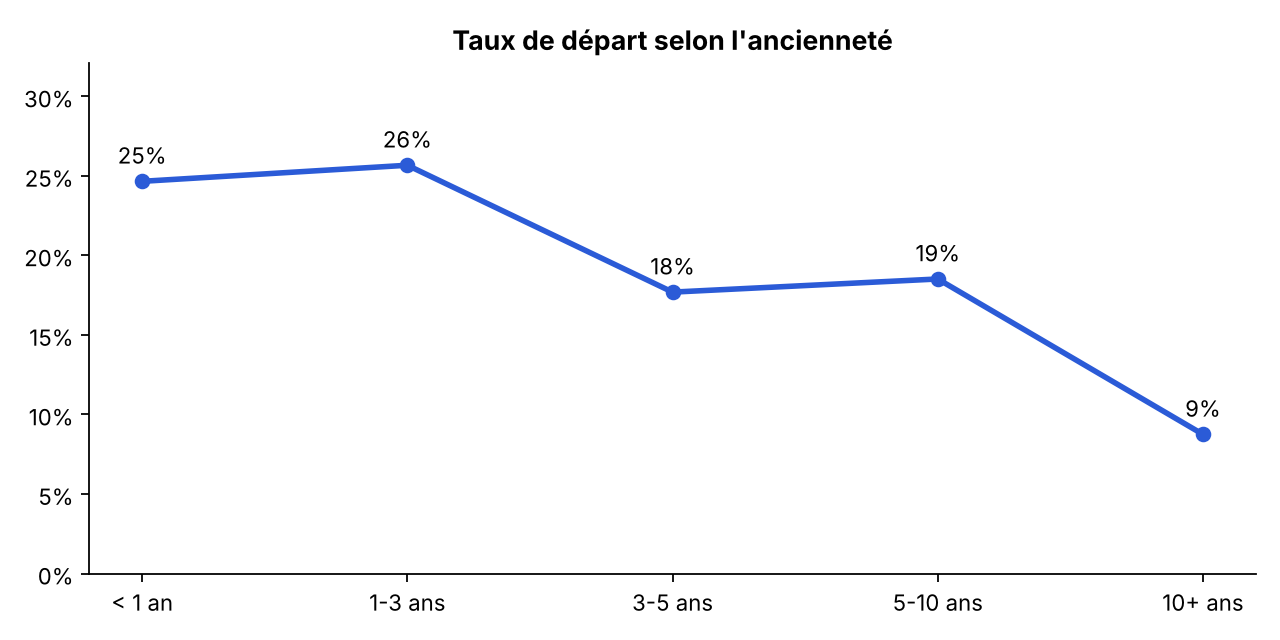 Taux de départ selon l'ancienneté
30%
25%
20%
15%
10%
5%
0%
25%
26%
18%
19%
9%
< 1 an
1-3 ans
3-5 ans
5-10 ans
10+ ans